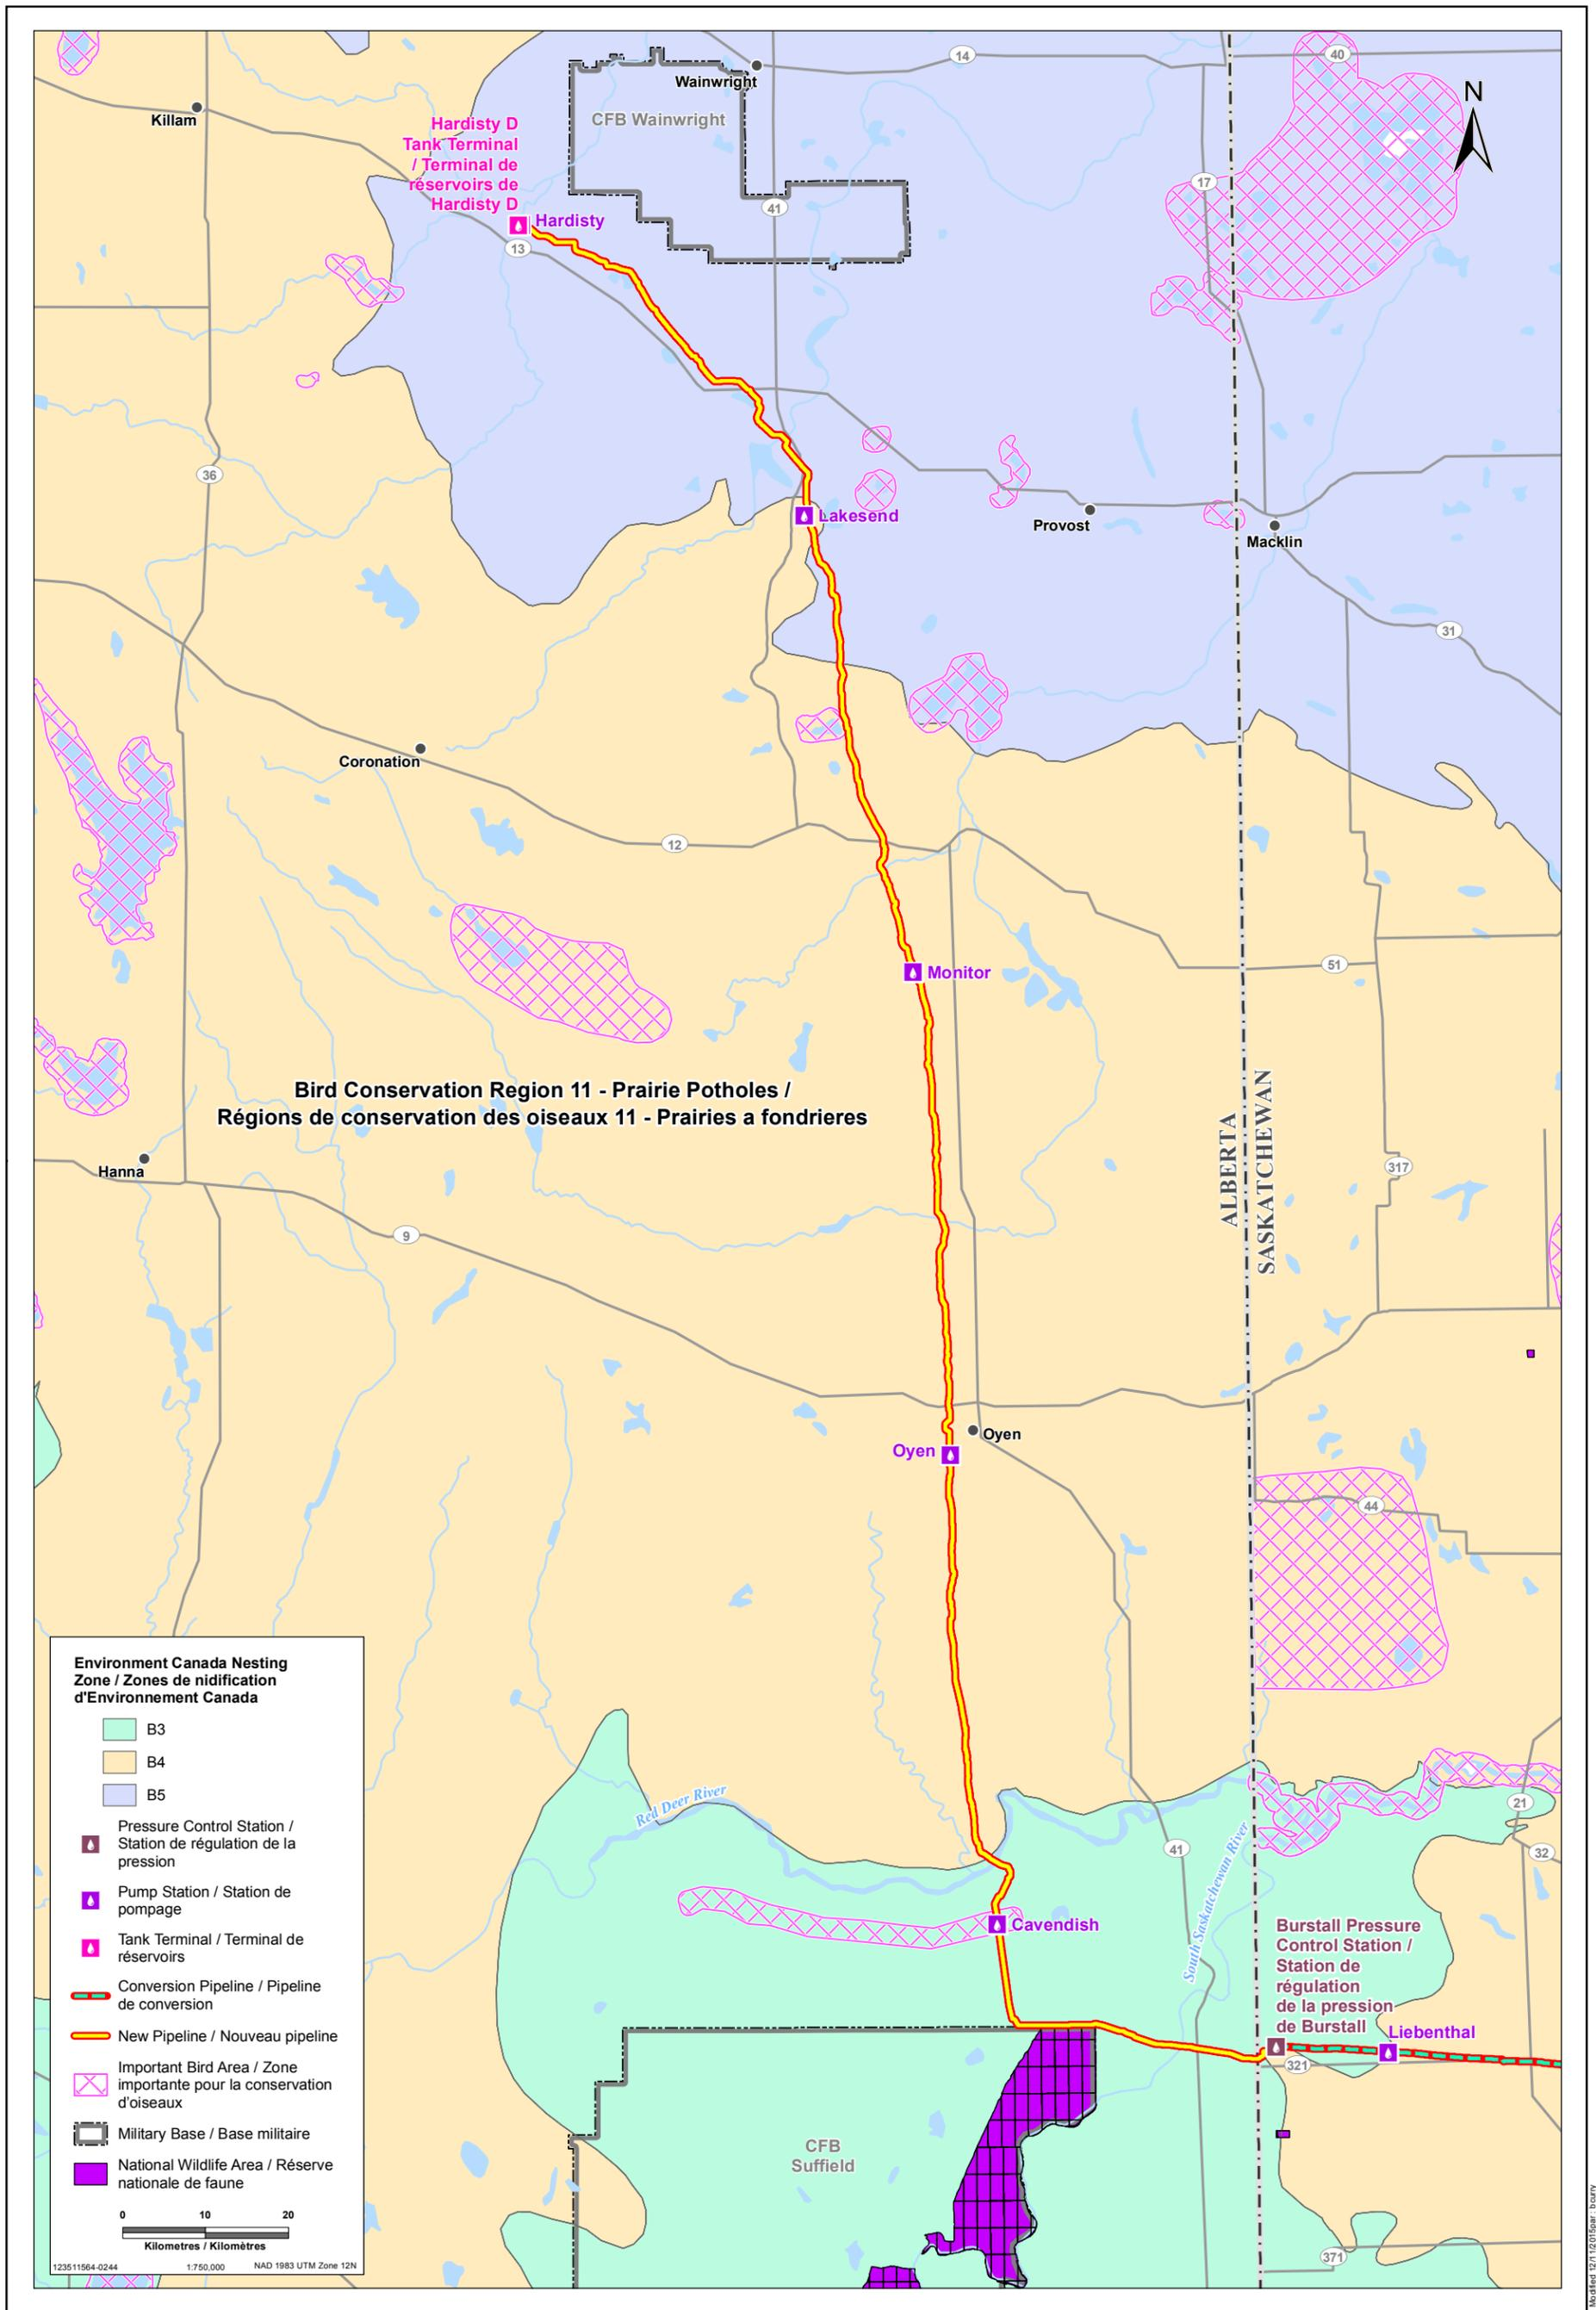 14
40
Wainwright
Killam
CFB Wainwright
Hardisty D
Tank Terminal
/ Terminal de
réservoirs de
Hardisty D
N
17
41
Hardisty
13
36
Lakesend
Provost
Macklin
31
Coronation
12
51
Monitor
Bird Conservation Region 11 - Prairie Potholes /
Régions de conservation des oiseaux 11 - Prairies a fondrieres
ALBERTA
SASKATCHEWAN
Hanna
317
9
Oyen
Oyen
44
Environment Canada Nesting
Zone / Zones de nidification
d'Environnement Canada
B3
B4
B5
Pressure Control Station /
Station de régulation de la
pression
Pump Station / Station de
pompage
Tank Terminal / Terminal de
réservoirs
Conversion Pipeline / Pipeline
de conversion
New Pipeline / Nouveau pipeline
Important Bird Area / Zone
importante pour la conservation
d'oiseaux
Military Base / Base militaire
National Wildlife Area / Réserve
nationale de faune
0 10 20
Kilometres / Kilomètres
123511564-0244 1:750,000 NAD 1983 UTM Zone 12N
Red Deer River
21
41
32
South Saskatchewan River
Cavendish
Burstall Pressure
Control Station /
Station de
régulation
de la pression
de Burstall
Liebenthal
321
CFB
Suffield
371
Modified 12/11/2015par : bcurry